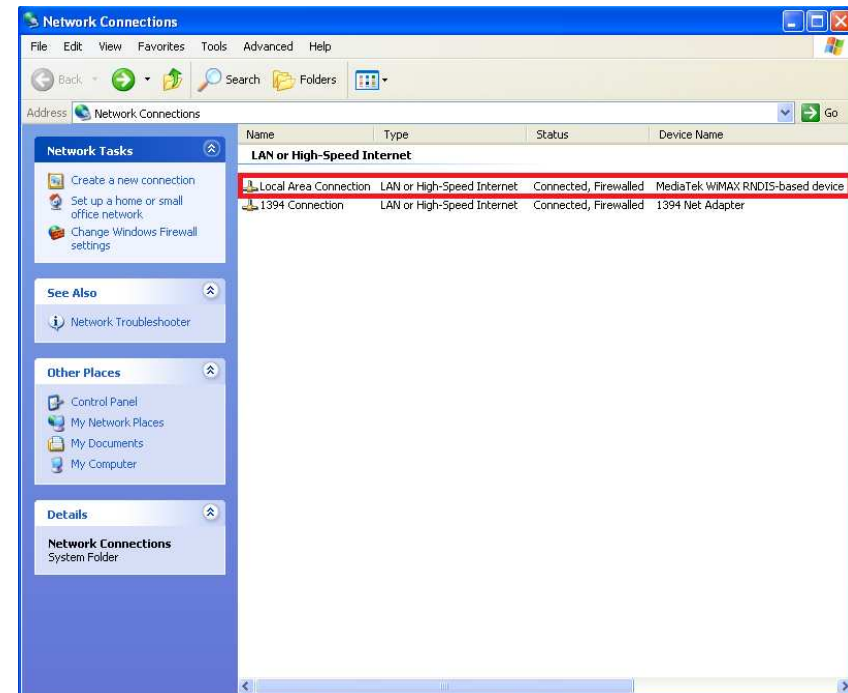 Network Connections
File Edit View Favorites Tools Advanced Help
Back Search Folders
Address Network Connections Go
Network Tasks
Create a new connection
Set up a home or small
office network
Change Windows Firewall
settings
See Also
Network Troubleshooter
Other Places
Control Panel
My Network Places
My Documents
My Computer
Details
Network Connections
System Folder
Name Type Status Device Name
LAN or High-Speed Internet
Local Area Connection LAN or High-Speed Internet Connected, Firewalled MediaTek WiMAX RNDIS-based device
1394 Connection LAN or High-Speed Internet Connected, Firewalled 1394 Net Adapter